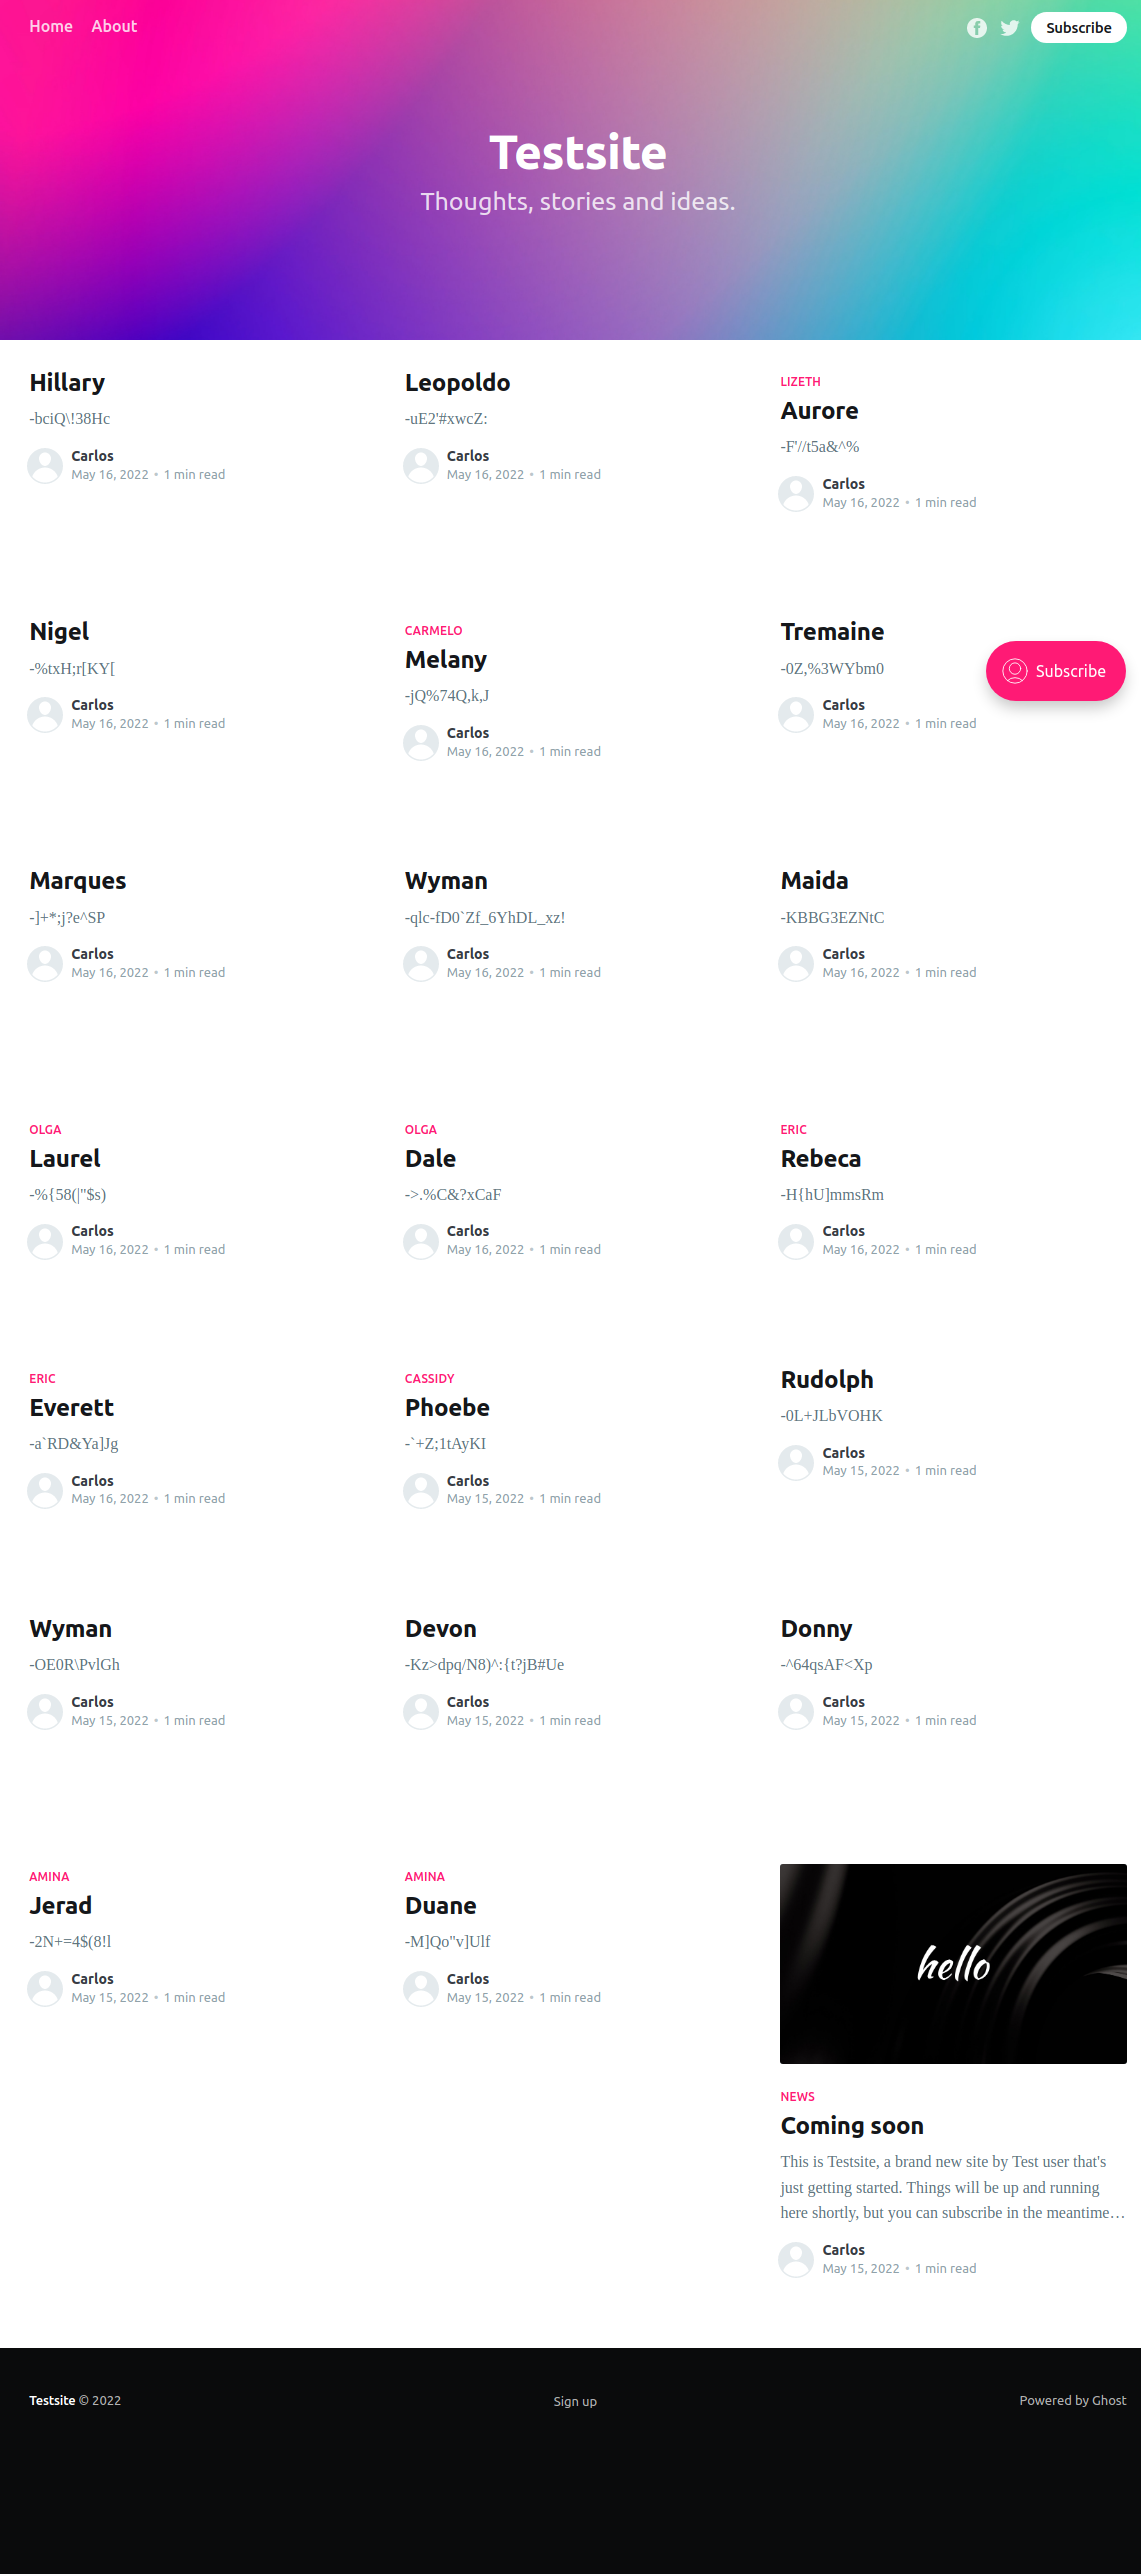 Home About
Subscribe
Testsite
Thoughts, stories and ideas.
Hillary
-bciQ\!38Hc
Carlos
May 16, 2022 • 1 min read
Leopoldo
-uE2'#xwcZ:
Carlos
May 16, 2022 • 1 min read
LIZETH
Aurore
-F'//t5a&^%
Carlos
May 16, 2022 • 1 min read
Nigel
-%txH;r[KY[
Carlos
May 16, 2022 • 1 min read
CARMELO
Melany
-jQ%74Q,k,J
Carlos
May 16, 2022 • 1 min read
Tremaine
-0Z,%3WYbm0
Carlos
May 16, 2022 • 1 min read
Subscribe
Marques
-]+*;j?e^SP
Carlos
May 16, 2022 • 1 min read
Wyman
-qlc-fD0`Zf_6YhDL_xz!
Carlos
May 16, 2022 • 1 min read
Maida
-KBBG3EZNtC
Carlos
May 16, 2022 • 1 min read
OLGA
Laurel
-%{58(|"$s)
Carlos
May 16, 2022 • 1 min read
OLGA
Dale
->.%C&?xCaF
Carlos
May 16, 2022 • 1 min read
ERIC
Rebeca
-H{hU]mmsRm
Carlos
May 16, 2022 • 1 min read
ERIC
Everett
-a`RD&Ya]Jg
Carlos
May 16, 2022 • 1 min read
CASSIDY
Phoebe
-`+Z;1tAyKI
Carlos
May 15, 2022 • 1 min read
Rudolph
-0L+JLbVOHK
Carlos
May 15, 2022 • 1 min read
Wyman
-OE0R\PvlGh
Carlos
May 15, 2022 • 1 min read
Devon
-Kz>dpq/N8)^:{t?jB#Ue
Carlos
May 15, 2022 • 1 min read
Donny
-^64qsAF<Xp
Carlos
May 15, 2022 • 1 min read
AMINA
Jerad
-2N+=4$(8!l
Carlos
May 15, 2022 • 1 min read
AMINA
Duane
-M]Qo"v]Ulf
Carlos
May 15, 2022 • 1 min read
hello
NEWS
Coming soon
This is Testsite, a brand new site by Test user that's
just getting started. Things will be up and running
here shortly, but you can subscribe in the meantime…
Carlos
May 15, 2022 • 1 min read
Testsite © 2022
Sign up
Powered by Ghost